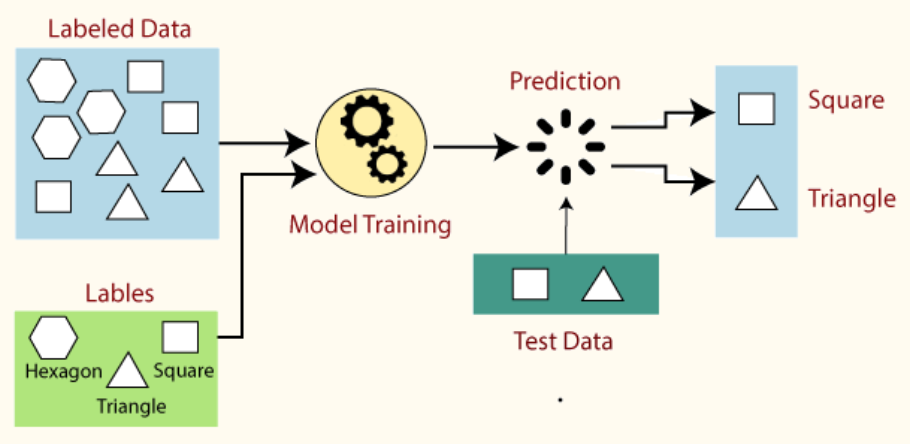 Labeled Data
Prediction
Square
Triangle
Model Training
Lables
Hexagon
Square
Triangle
Test Data